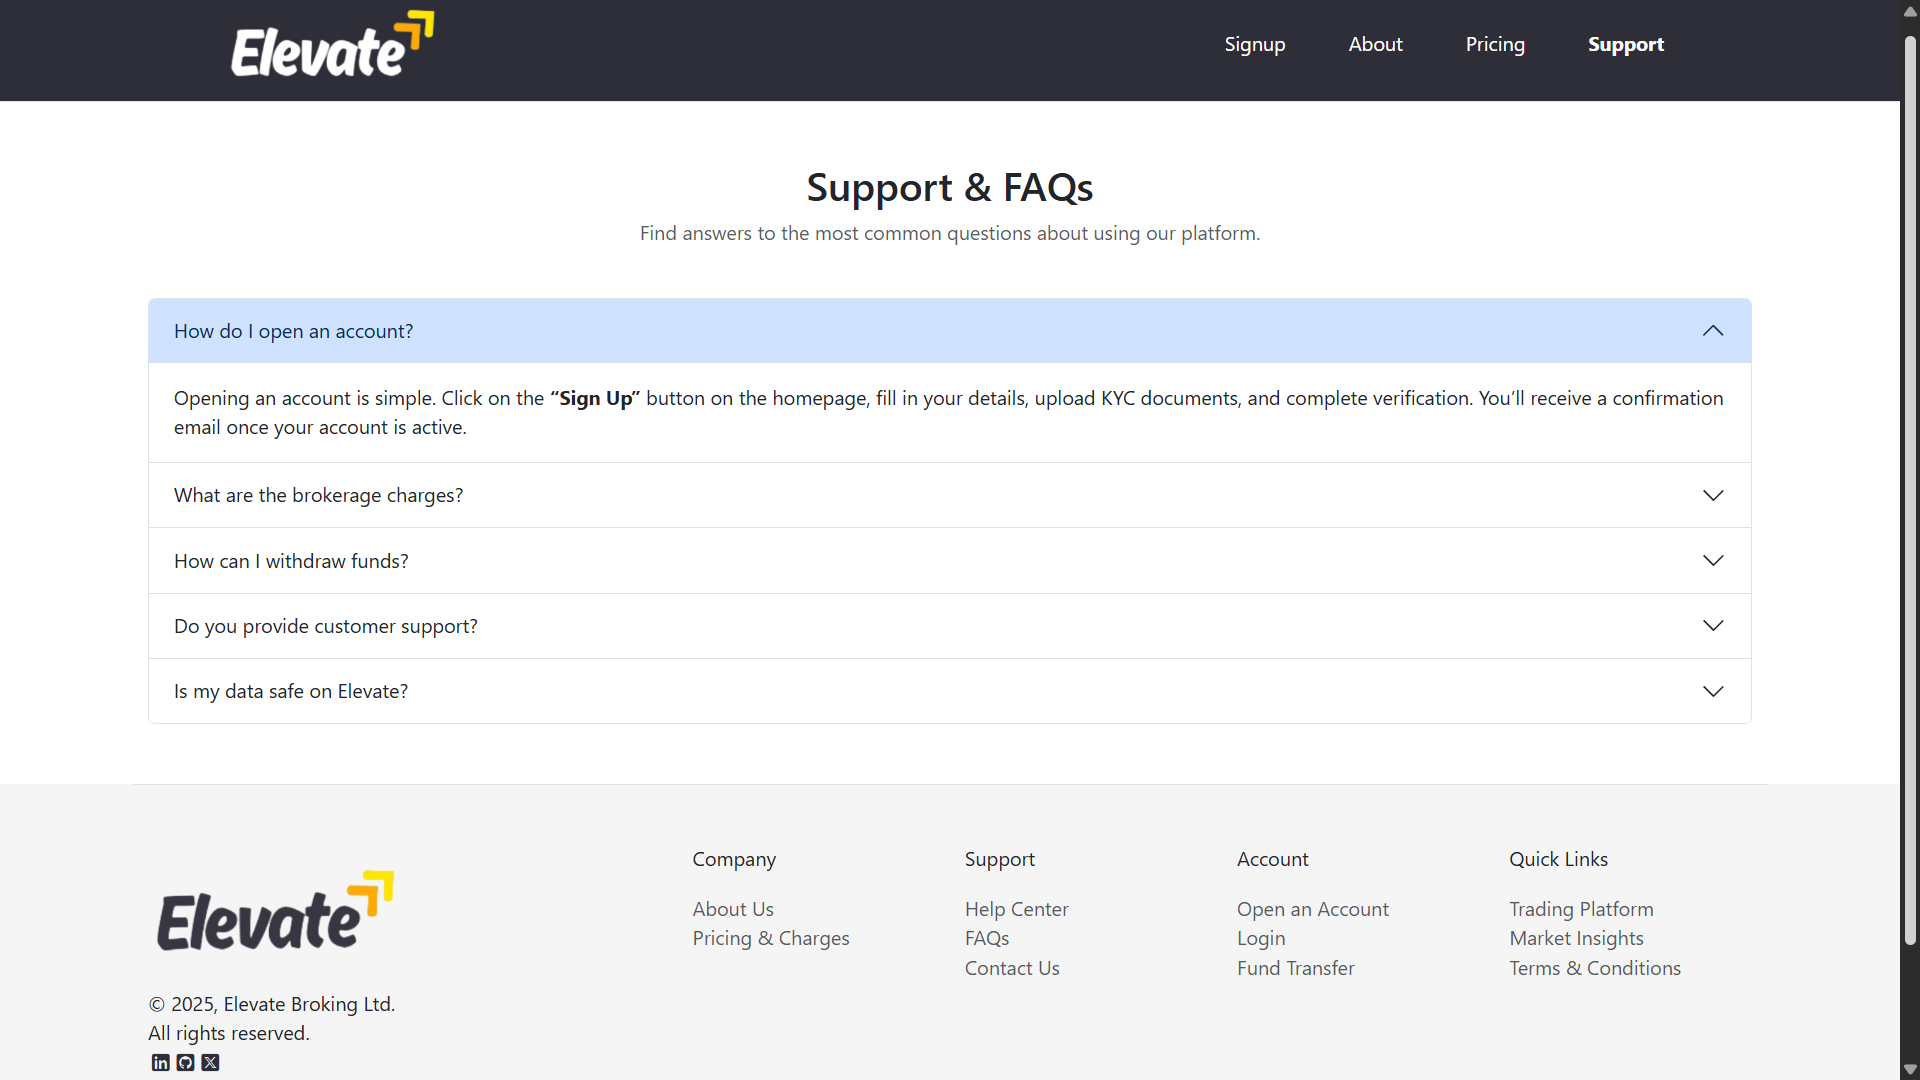 Elevate
Signup
About
Pricing
Support
Support & FAQs
Find answers to the most common questions about using our platform.
How do I open an account?
Opening an account is simple. Click on the “Sign Up” button on the homepage, fill in your details, upload KYC documents, and complete verification. You’ll receive a confirmation
email once your account is active.
What are the brokerage charges?
How can I withdraw funds?
Do you provide customer support?
Is my data safe on Elevate?
Elevate
© 2025, Elevate Broking Ltd.
All rights reserved.
Company
About Us
Pricing & Charges
Support
Help Center
FAQs
Contact Us
Account
Open an Account
Login
Fund Transfer
Quick Links
Trading Platform
Market Insights
Terms & Conditions